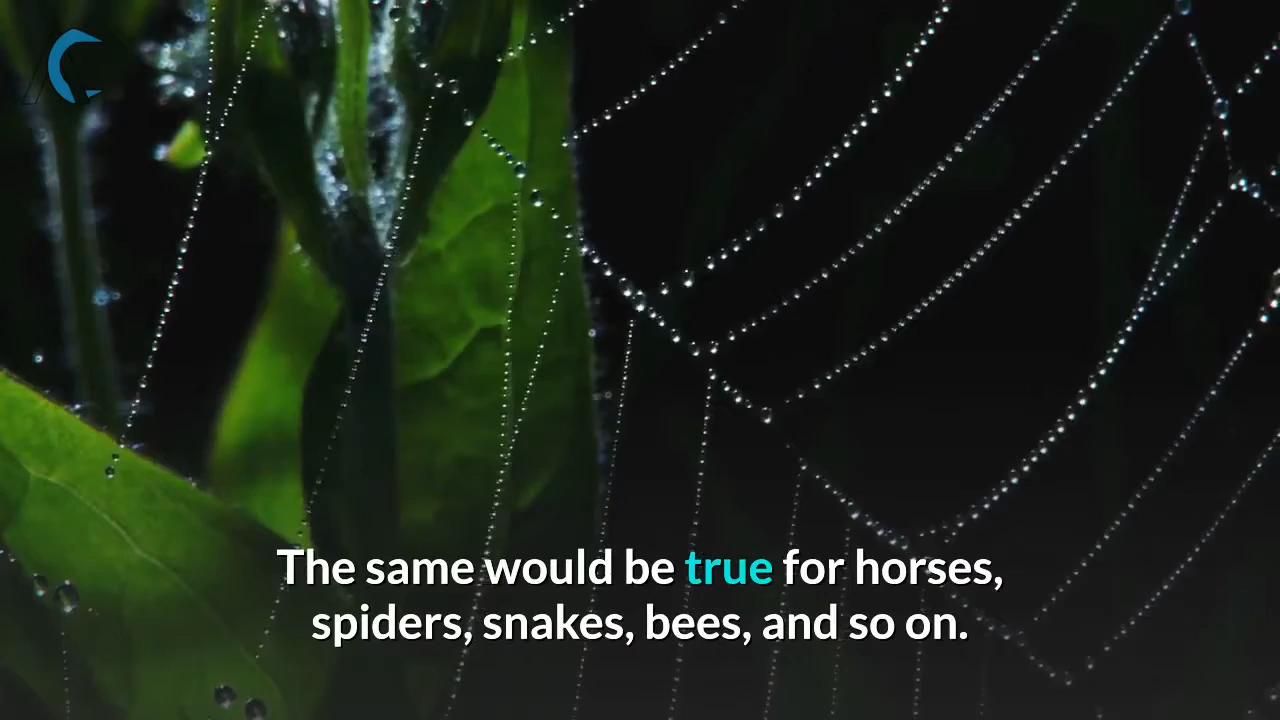 The same would be true for horses,
spiders, snakes, bees, and so on.